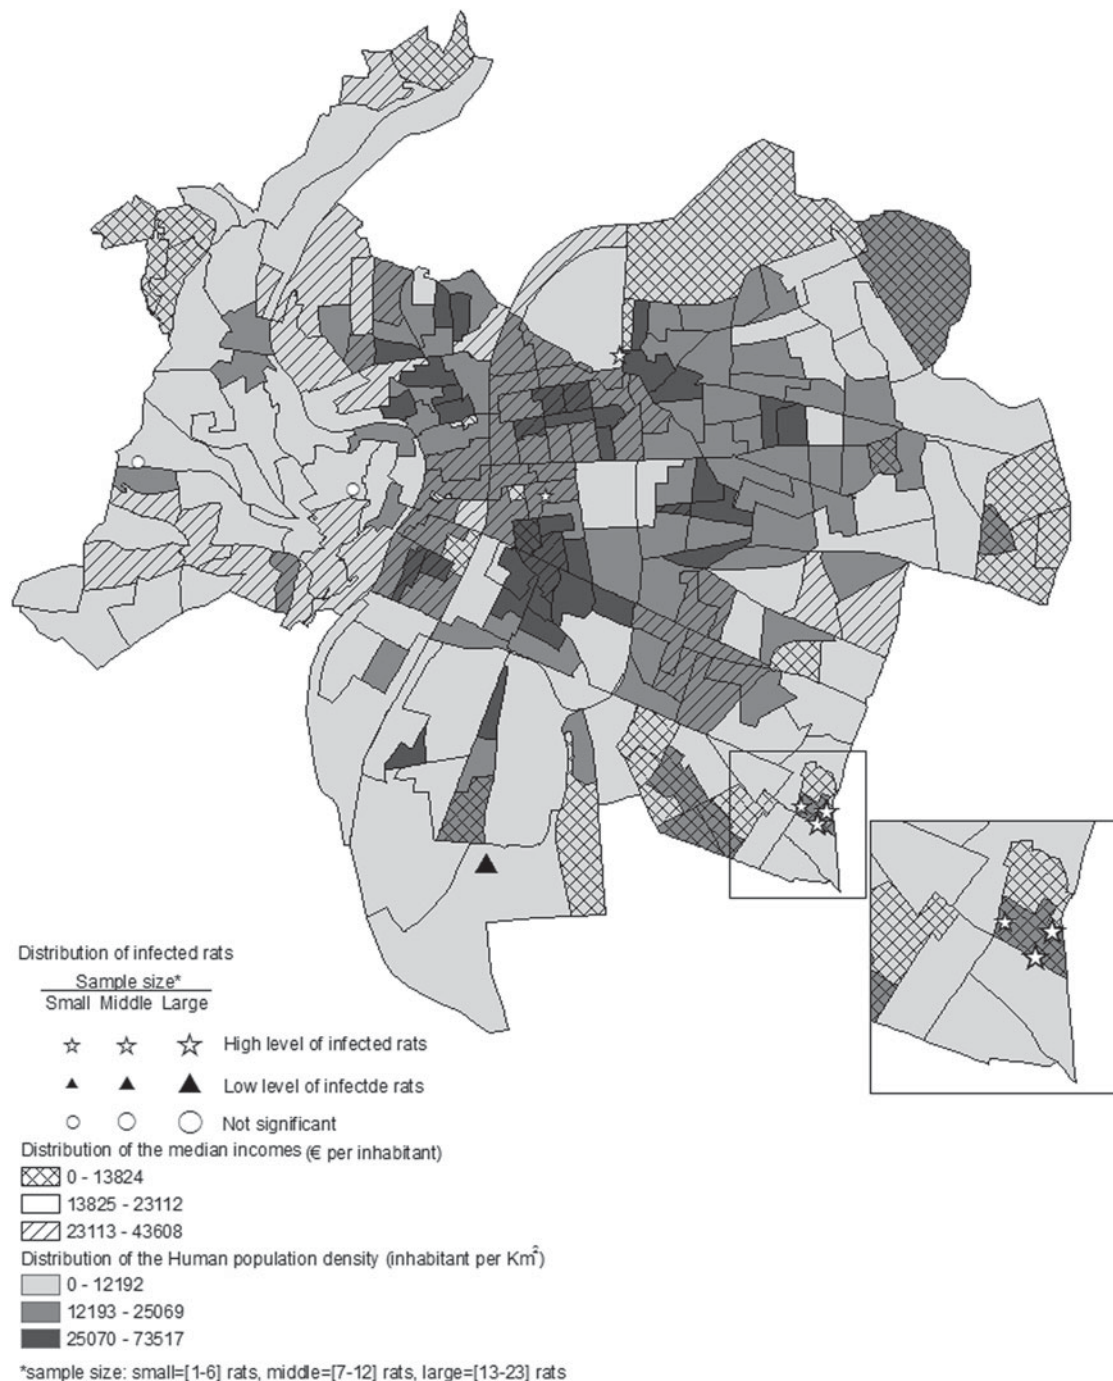 Distribution of infected rats
Sample size*
Small Middle Large
High level of infected rats
Low level of infectde rats
Not significant
Distribution of the median incomes (€ per inhabitant)
0 - 13824
13825 - 23112
23113 - 43608
Distribution of the Human population density (inhabitant per Km²)
0 - 12192
12193 - 25069
25070 - 73517
*sample size: small=[1-6] rats, middle=[7-12] rats, large=[13-23] rats